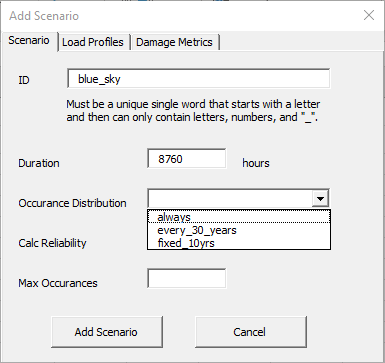 Add Scenario
Scenario Load Profiles Damage Metrics
ID blue_sky
Must be a unique single word that starts with a letter
and then can only contain letters, numbers, and "_".
Duration 8760 hours
Occurance Distribution
always
every_30_years
Calc Reliability fixed_10yrs
Max Occurances
Add Scenario Cancel